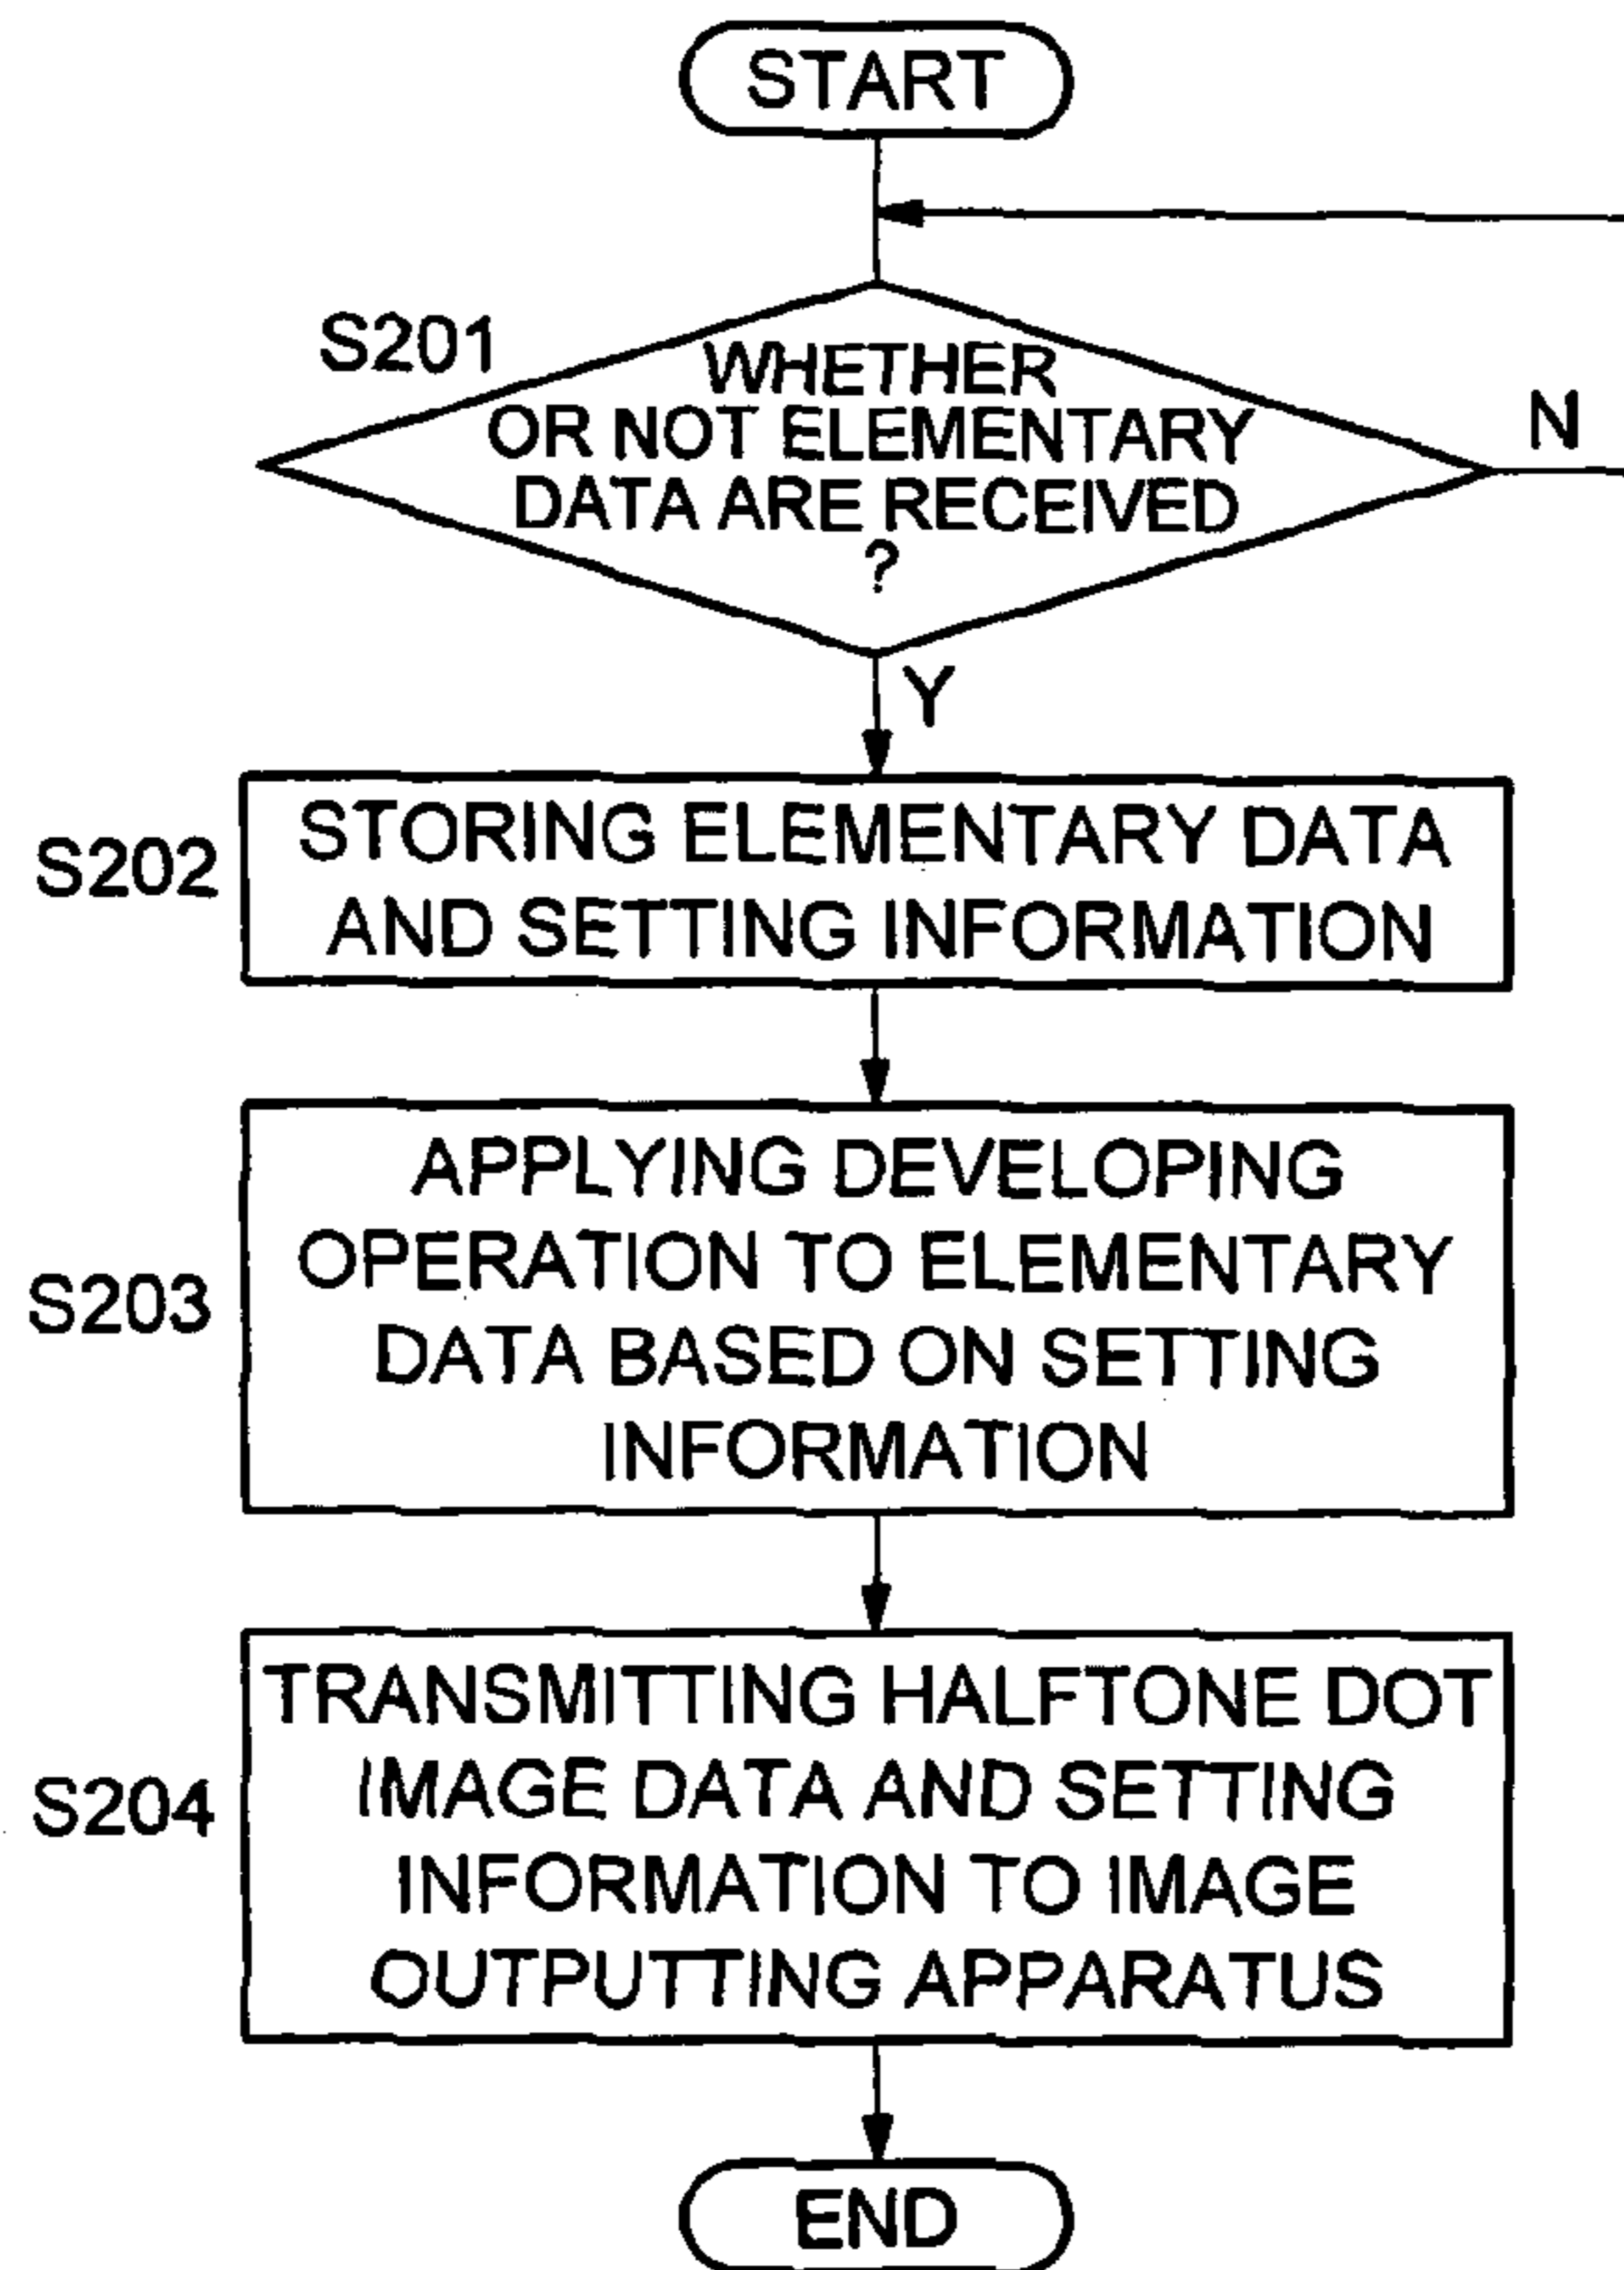 START
S201
WHETHER
OR NOT ELEMENTARY
DATA ARE RECEIVED
?
N
Y
S202
STORING ELEMENTARY DATA
AND SETTING INFORMATION
S203
APPLYING DEVELOPING
OPERATION TO ELEMENTARY
DATA BASED ON SETTING
INFORMATION
S204
TRANSMITTING HALFTONE DOT
IMAGE DATA AND SETTING
INFORMATION TO IMAGE
OUTPUTTING APPARATUS
END